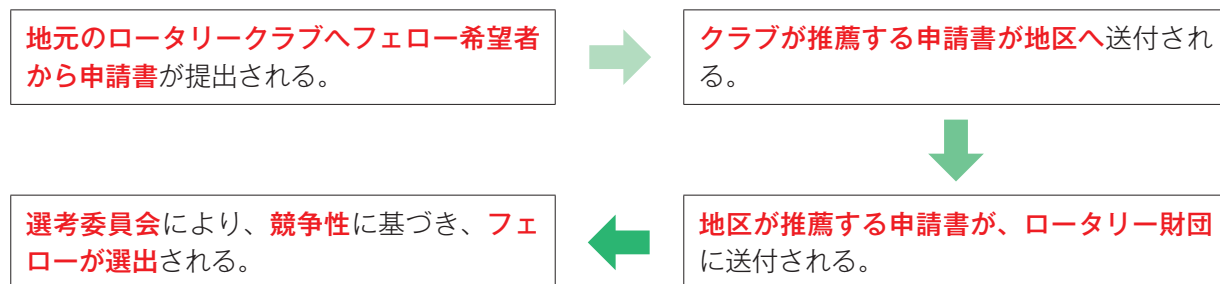 地元のロータリークラブへフェロー希望者
から申請書が提出される。
クラブが推薦する申請書が地区へ送付され
る。
地区が推薦する申請書が、ロータリー財団
に送付される。
選考委員会により、競争性に基づき、フェ
ローが選出される。